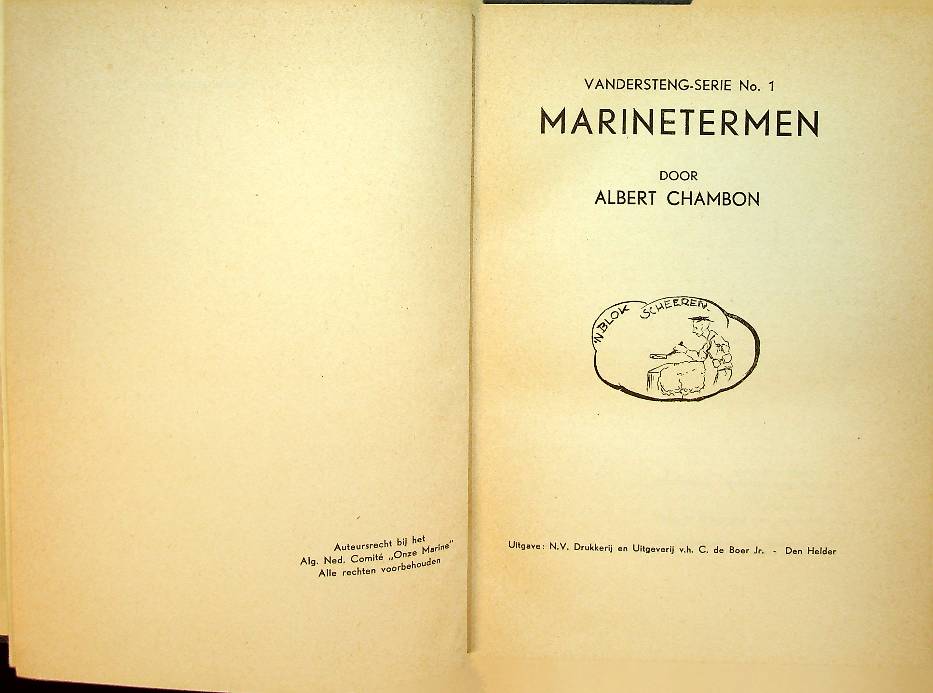 Auteursrecht bij het
Alg. Ned. Comité „Onze Marine"
Alle rechten voorbehouden
VANDERSTENG-SERIE No. 1
MARINETERMEN
DOOR
ALBERT CHAMBON
'N BLOK SCHEEREN.
Uitgave: N.V. Drukkerij en Uitgeverij v.h. C. de Boer Jr. - Den Helder